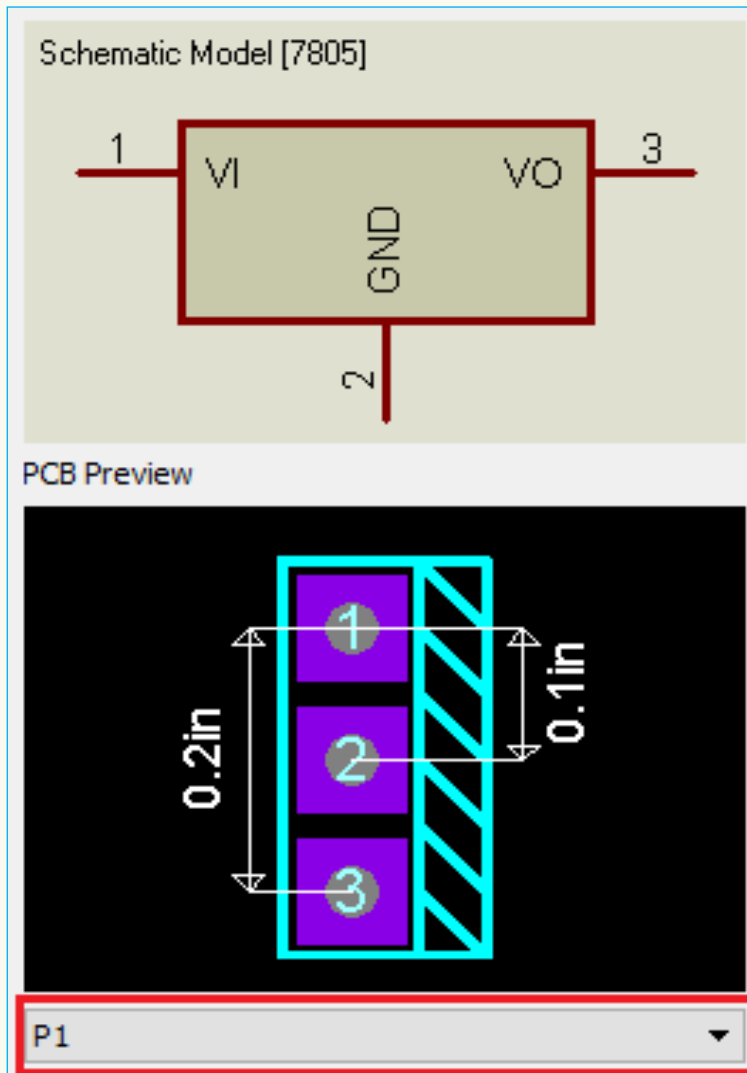 Schematic Model [7805]
1
VI
VO
3
GND
2
PCB Preview
1
0.2in
2
0.1in
3
P1